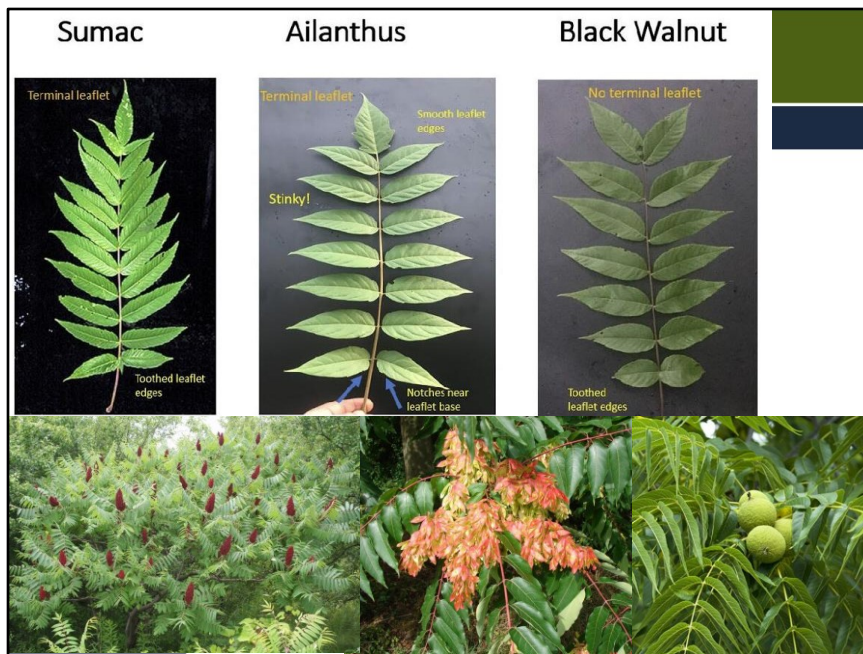 Sumac
Ailanthus
Black Walnut
Terminal leaflet
Toothed leaflet
edges
Terminal leaflet
Smooth leaflet
edges
Stinky!
Notches near
leaflet base
No terminal leaflet
Toothed
leaflet edges